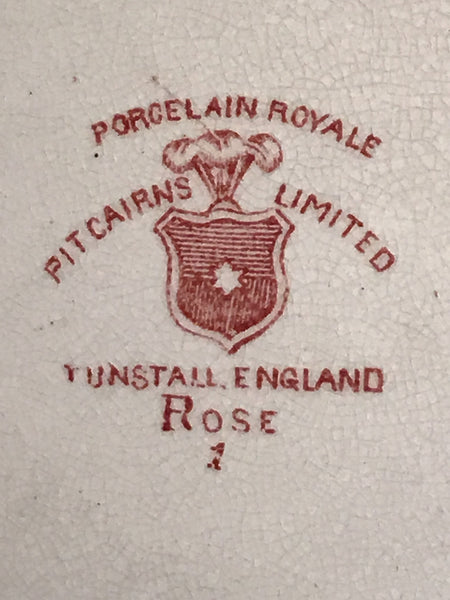 PORCELAIN ROYALE
PITCAIRNS LIMITED
TUNSTALL. ENGLAND
ROSE
1